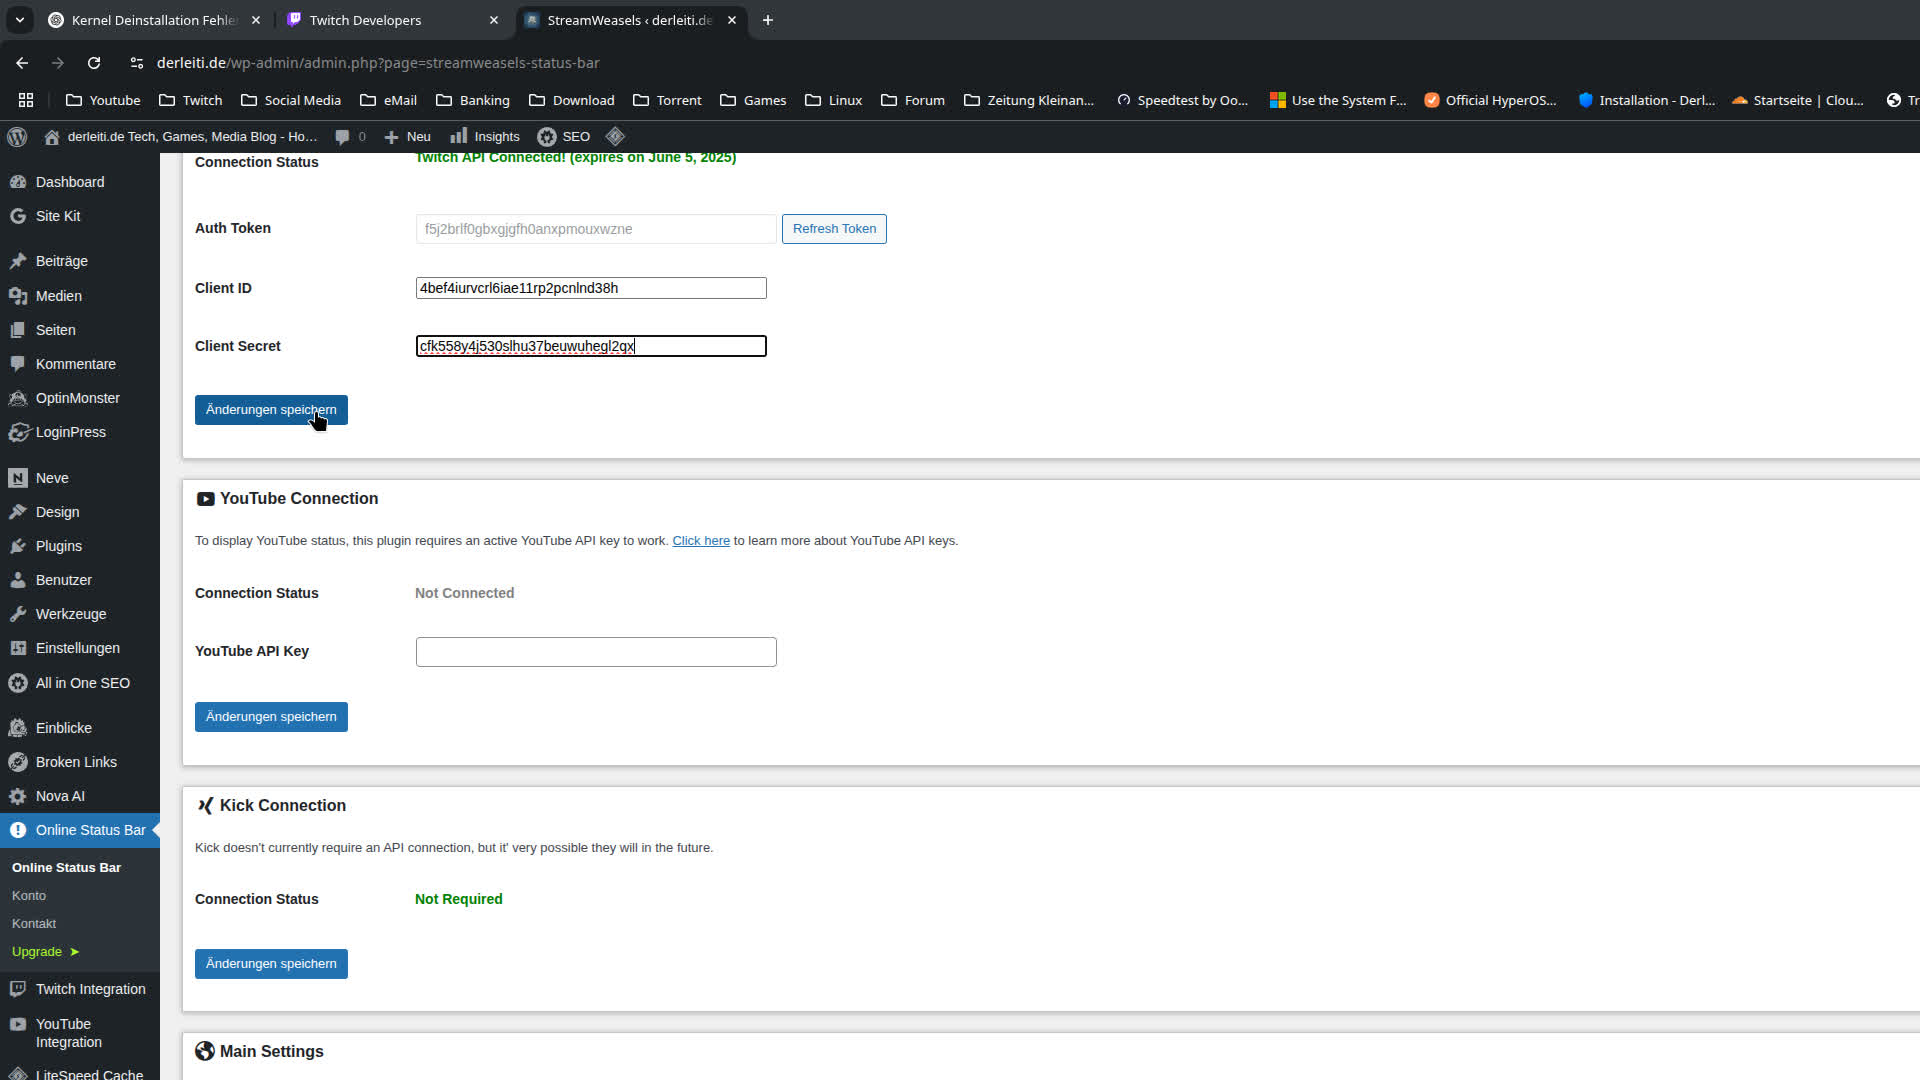 Kernel Deinstallation Fehle
Twitch Developers
StreamWeasels ‹ derleiti.de
derleiti.de/wp-admin/admin.php?page=streamweasels-status-bar
Youtube
Twitch
Social Media
eMail
Banking
Download
Torrent
Games
Linux
Forum
Zeitung Kleinan...
Speedtest by Oo...
Use the System F...
Official HyperOS...
Installation - Derl...
Startseite | Clou...
Tr
derleiti.de Tech, Games, Media Blog - Ho...
0
Neu
Insights
SEO
Dashboard
Site Kit
Beiträge
Medien
Seiten
Kommentare
OptinMonster
LoginPress
Neve
Design
Plugins
Benutzer
Werkzeuge
Einstellungen
All in One SEO
Einblicke
Broken Links
Nova AI
Online Status Bar
Online Status Bar
Konto
Kontakt
Upgrade ➤
Twitch Integration
YouTube
Integration
LiteSpeed Cache
Connection Status
Twitch API Connected! (expires on June 5, 2025)
Auth Token
f5j2brlf0gbxgjgfh0anxpmouxwzne
Refresh Token
Client ID
4bef4iurvcrl6iae11rp2pcnlnd38h
Client Secret
cfk558y4j530slhu37beuwuhegl2qx
Änderungen speichern
YouTube Connection
To display YouTube status, this plugin requires an active YouTube API key to work. Click here to learn more about YouTube API keys.
Connection Status
Not Connected
YouTube API Key
Änderungen speichern
Kick Connection
Kick doesn't currently require an API connection, but it' very possible they will in the future.
Connection Status
Not Required
Änderungen speichern
Main Settings